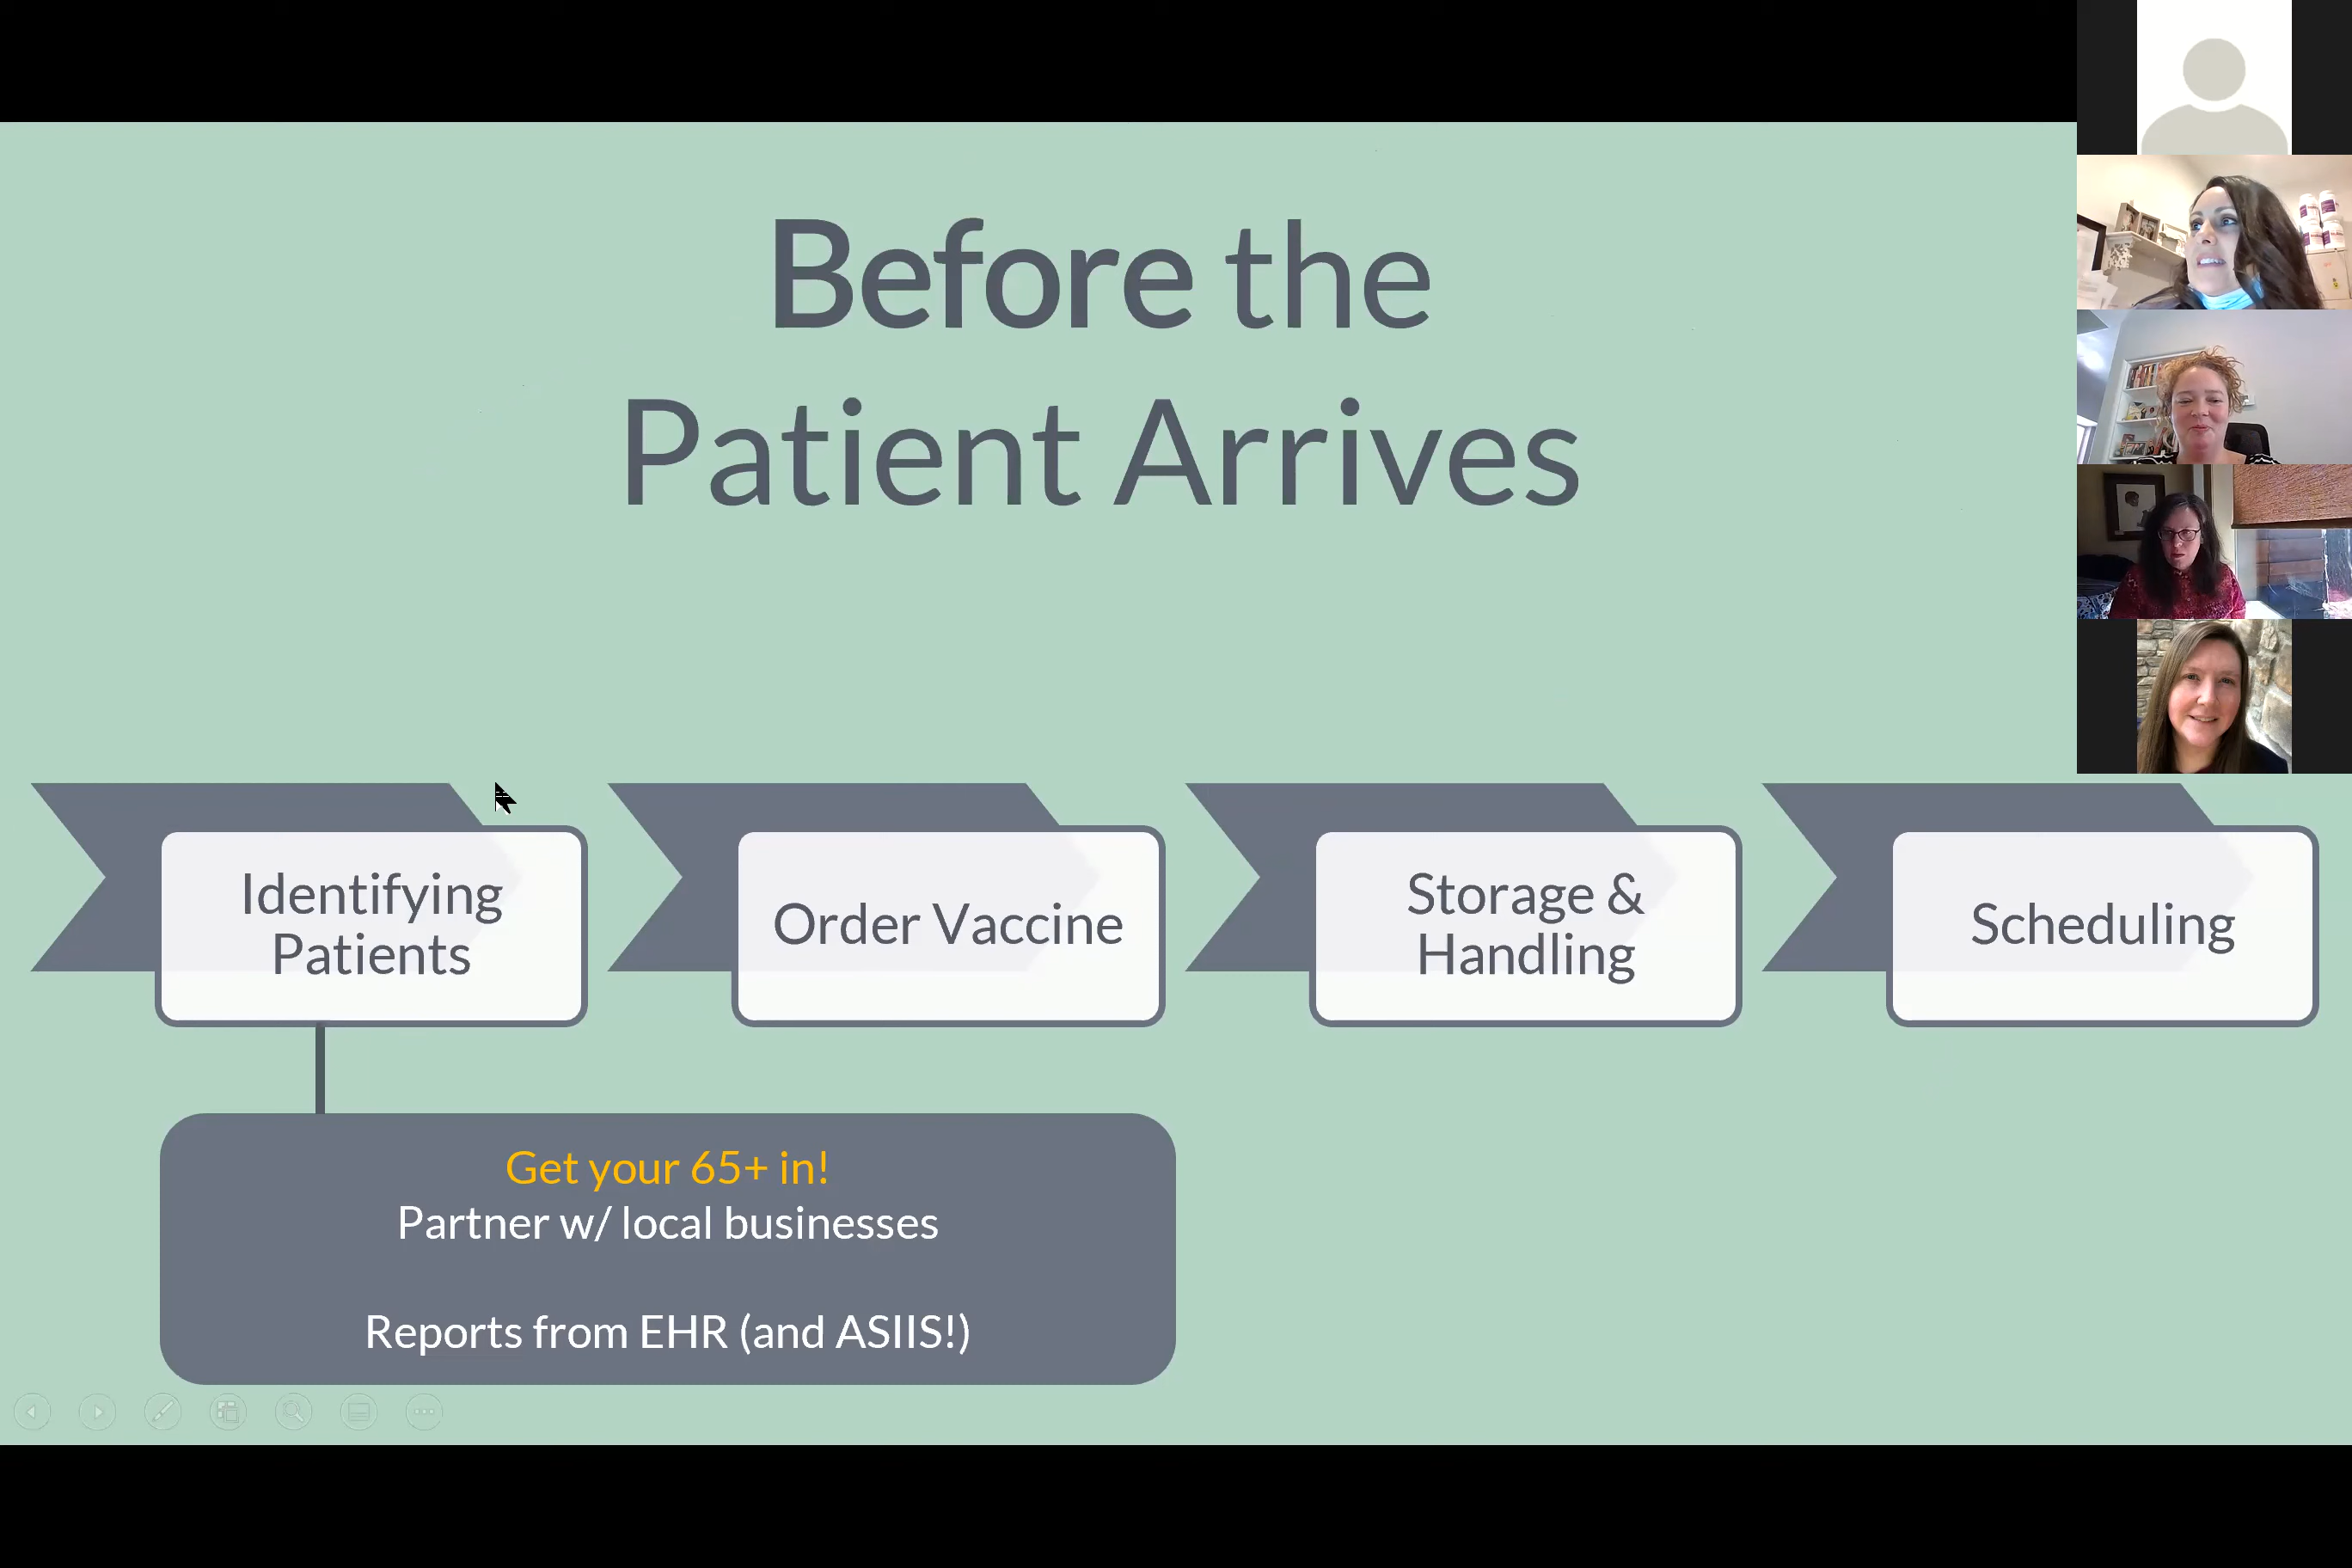 Before the
Patient Arrives
Identifying
Patients
Order Vaccine
Storage &
Handling
Scheduling
Get your 65+ in!
Partner w/ local businesses
Reports from EHR (and ASIIS!)